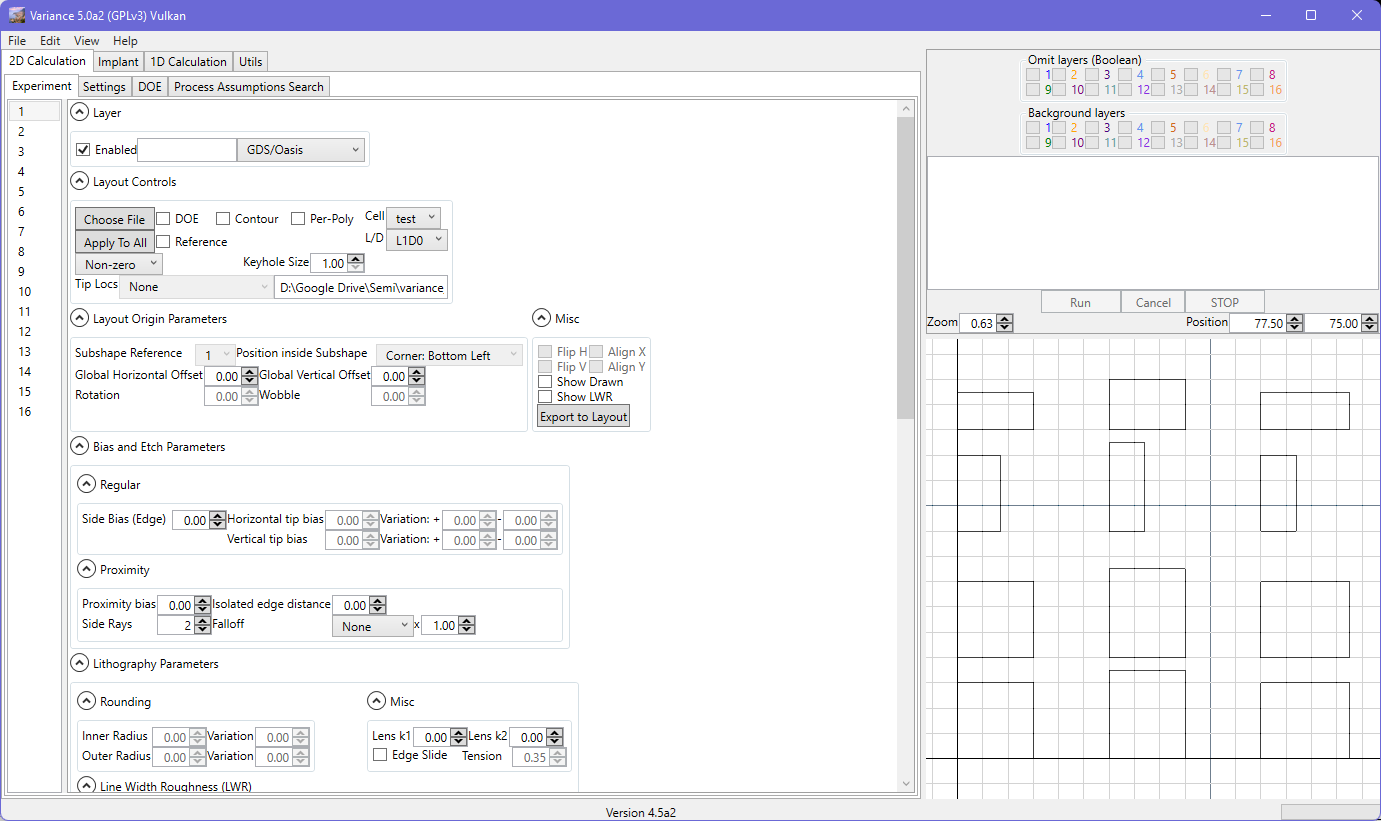 Variance 5.0a2 (GPLv3) Vulkan
File Edit View Help
2D Calculation Implant 1D Calculation Utils
Experiment Settings DOE Process Assumptions Search
1
2
3
4
5
6
7
8
9
10
11
12
13
14
15
16
Layer
Enabled GDS/Oasis
Layout Controls
Choose File DOE Contour Per-Poly Cell test
Apply To All Reference L/D L1D0
Non-zero Keyhole Size 1.00
Tip Locs None D:\Google Drive\Semi\variance
Layout Origin Parameters
Subshape Reference 1 Position inside Subshape Corner: Bottom Left
Global Horizontal Offset 0.00 Global Vertical Offset 0.00
Rotation 0.00 Wobble 0.00
Misc
Flip H Align X
Flip V Align Y
Show Drawn
Show LWR
Export to Layout
Bias and Etch Parameters
Regular
Side Bias (Edge) 0.00 Horizontal tip bias 0.00 Variation: + 0.00 - 0.00
Vertical tip bias 0.00 Variation: + 0.00 - 0.00
Proximity
Proximity bias 0.00 Isolated edge distance 0.00
Side Rays 2 Falloff None x 1.00
Lithography Parameters
Rounding
Inner Radius 0.00 Variation 0.00
Outer Radius 0.00 Variation 0.00
Misc
Lens k1 0.00 Lens k2 0.00
Edge Slide Tension 0.35
Line Width Roughness (LWR)
Omit layers (Boolean)
1 2 3 4 5 6 7 8
9 10 11 12 13 14 15 16
Background layers
1 2 3 4 5 6 7 8
9 10 11 12 13 14 15 16
Run Cancel STOP
Zoom 0.63 Position 77.50 75.00
Version 4.5a2